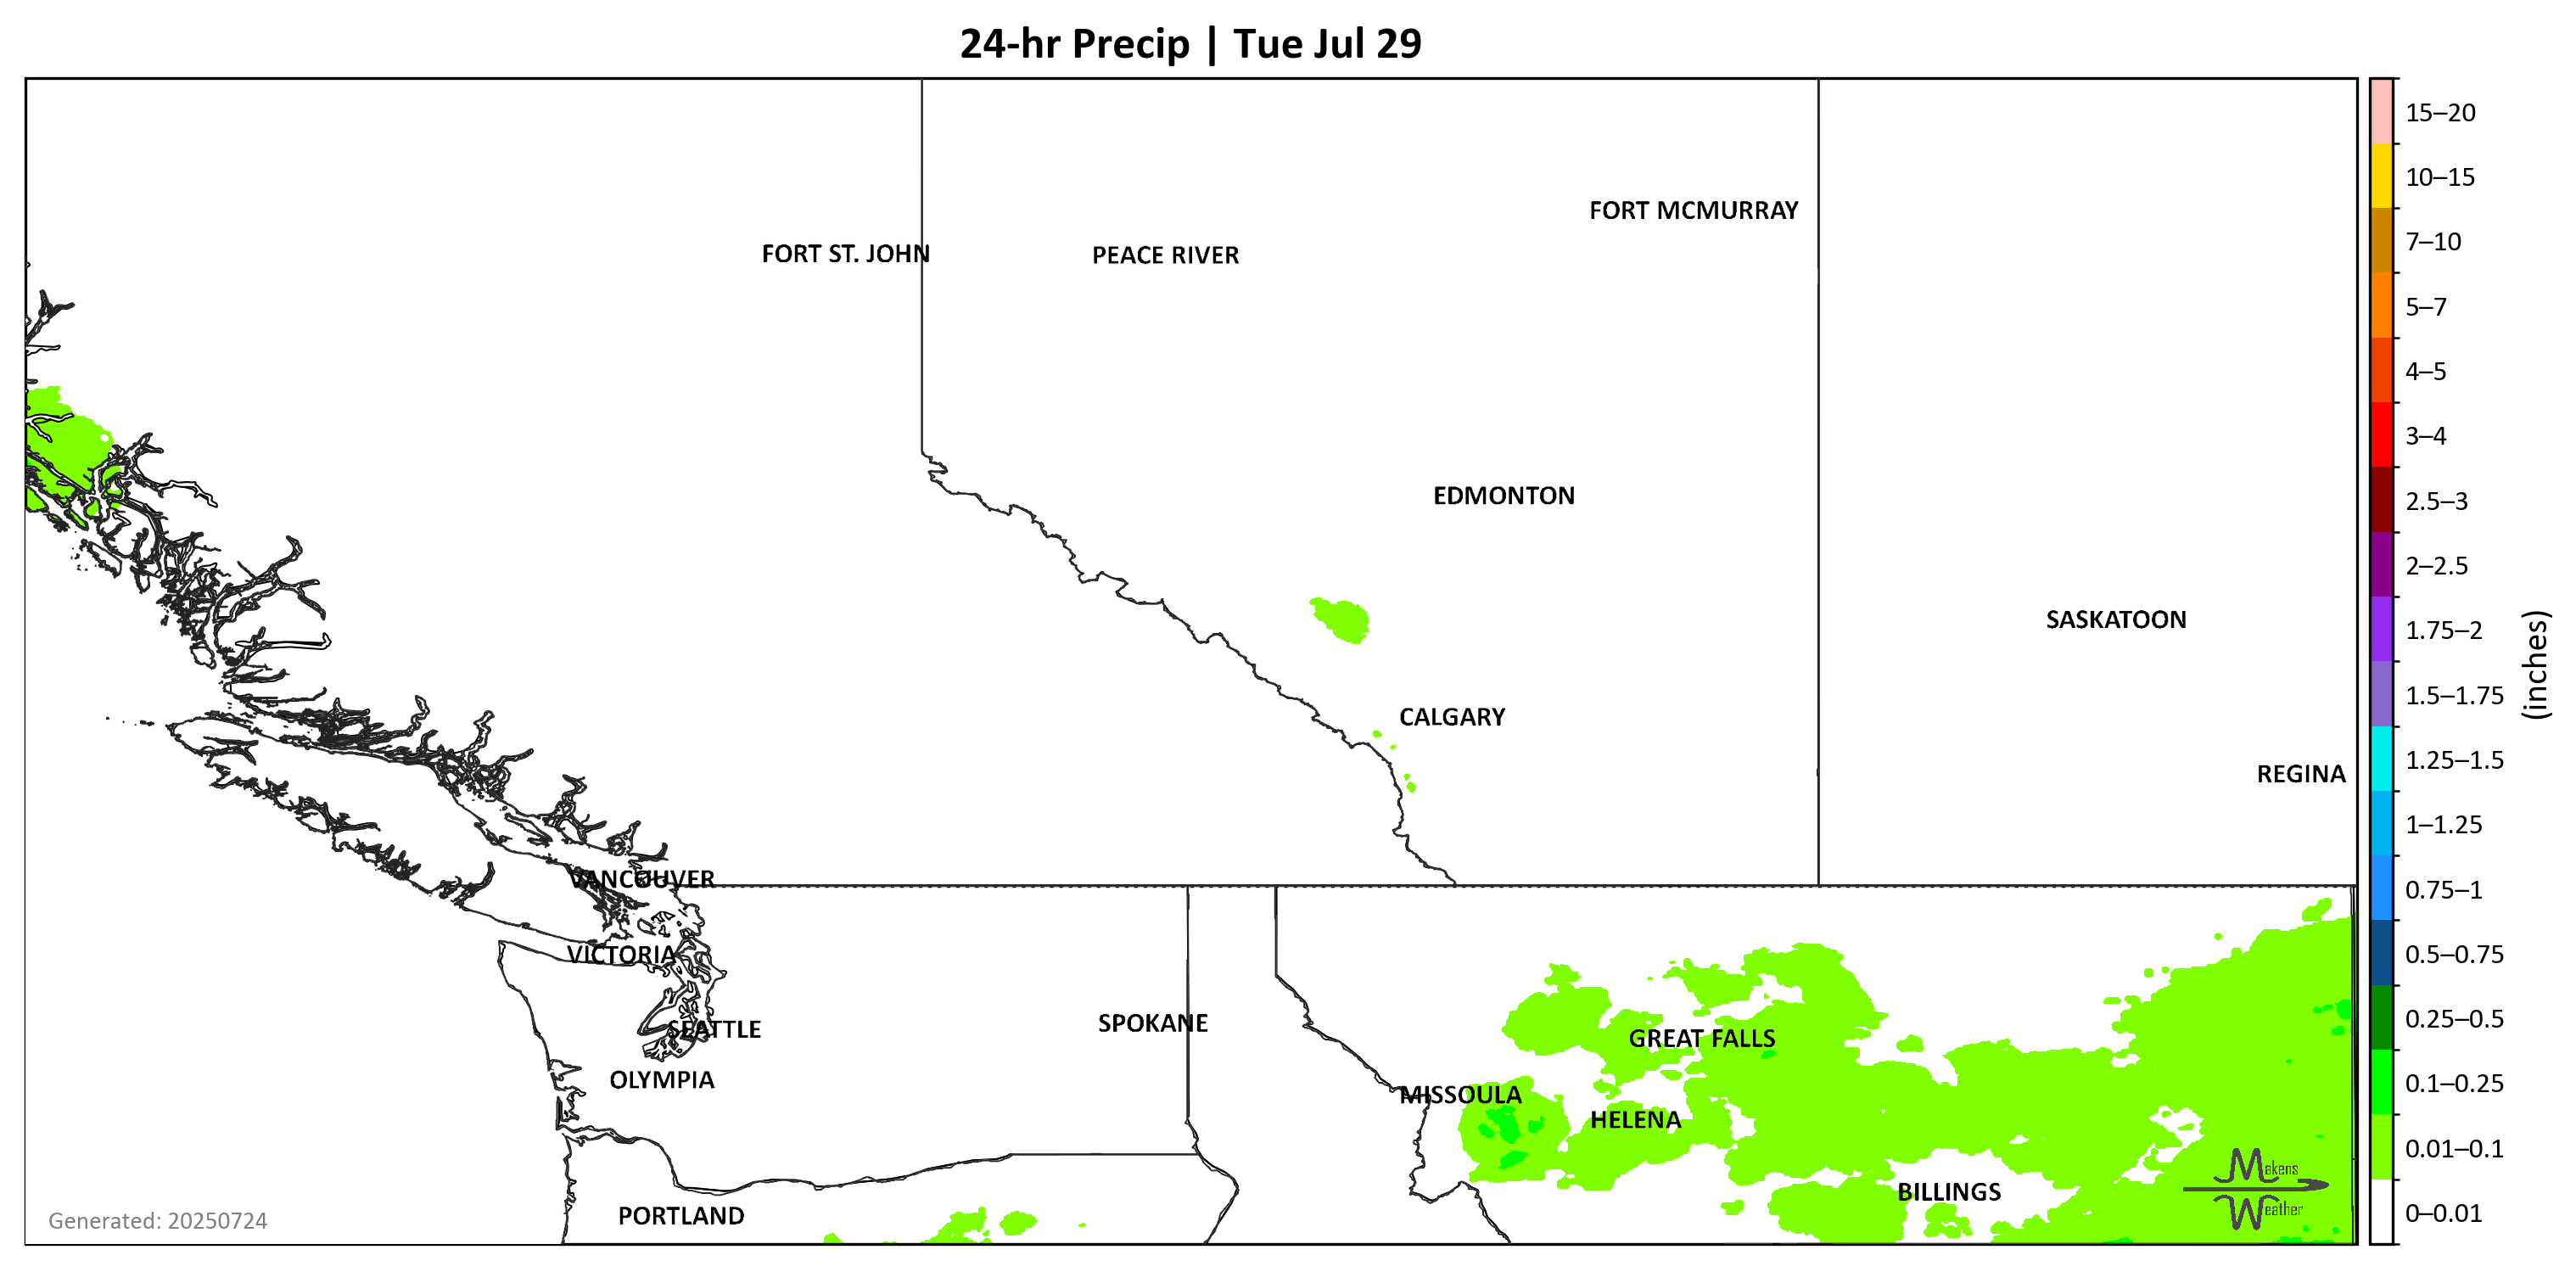 24-hr Precip | Tue Jul 29
15–20
10–15
FORT MCMURRAY
7–10
FORT ST. JOHN
PEACE RIVER
5–7
4–5
3–4
EDMONTON
2.5–3
2–2.5
SASKATOON
1.75–2
(inches)
1.5–1.75
CALGARY
1.25–1.5
REGINA
1–1.25
VANCOUVER
0.75–1
VICTORIA
0.5–0.75
SPOKANE
SEATTLE
0.25–0.5
GREAT FALLS
OLYMPIA
0.1–0.25
MISSOULA
HELENA
0.01–0.1
Makens
Weather
BILLINGS
PORTLAND
0–0.01
Generated: 20250724